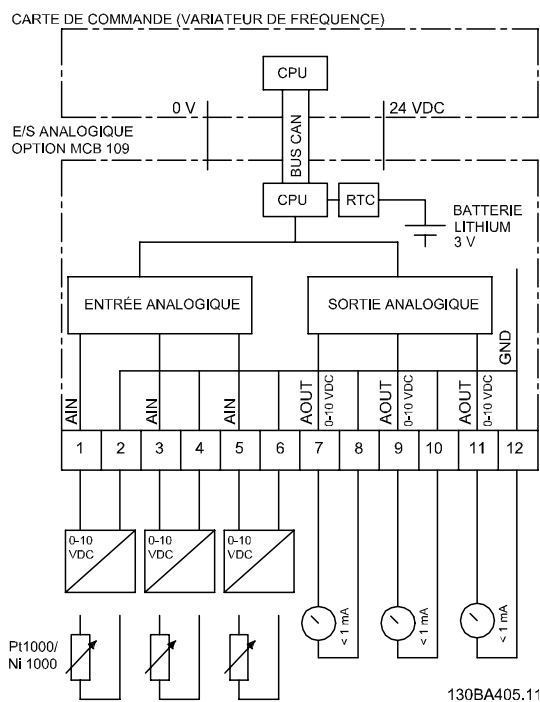 CARTE DE COMMANDE (VARIATEUR DE FRÉQUENCE)
CPU
0 V
24 VDC
E/S ANALOGIQUE
OPTION MCB 109
BUS CAN
CPU
RTC
BATTERIE
LITHIUM
3 V
ENTRÉE ANALOGIQUE
SORTIE ANALOGIQUE
AIN
AIN
AIN
AOUT
0-10 VDC
AOUT
0-10 VDC
AOUT
0-10 VDC
GND
1 2 3 4 5 6 7 8 9 10 11 12
0-10
VDC
0-10
VDC
0-10
VDC
< 1 mA
< 1 mA
< 1 mA
Pt1000/
Ni 1000
130BA405.11